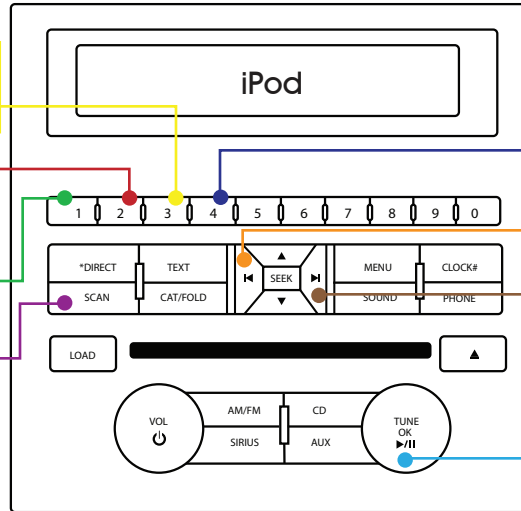 iPod
1 2 3 4 5 6 7 8 9 0
*DIRECT TEXT SEEK MENU CLOCK#
SCAN CAT/FOLD SOUND PHONE
LOAD
VOL AM/FM CD TUNE
OK
SIRIUS AUX